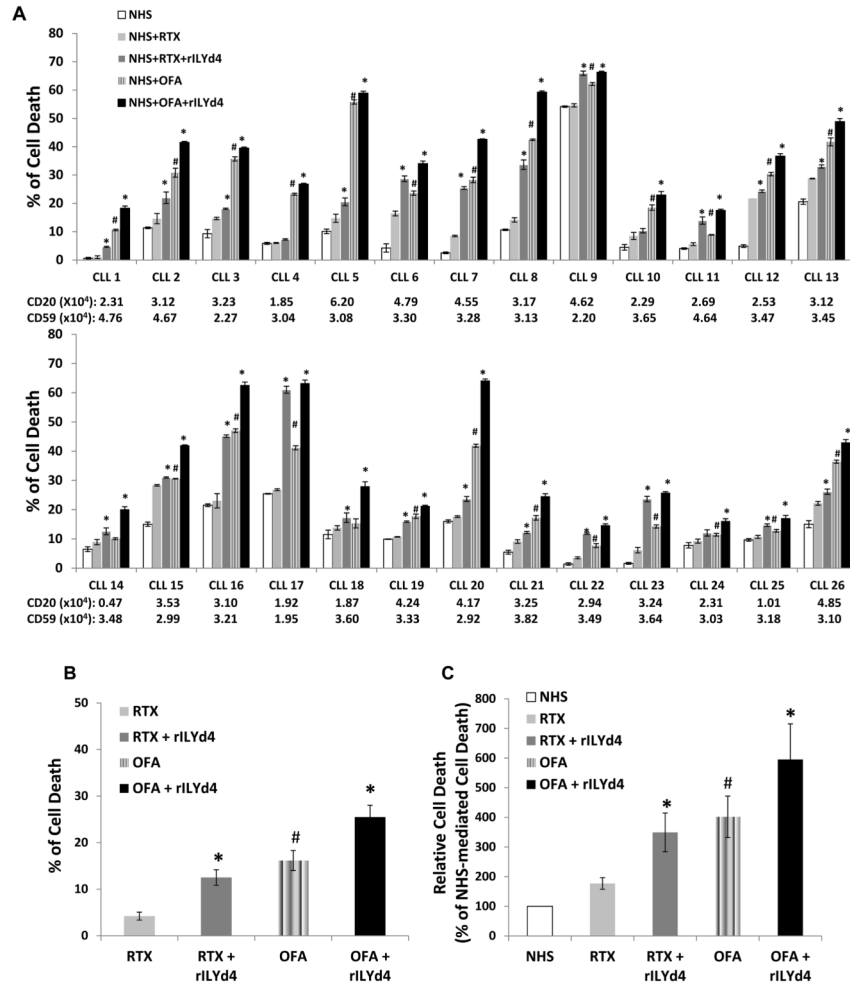 A
NHS
NHS+RTX
NHS+RTX+rILYd4
NHS+OFA
NHS+OFA+rILYd4
% of Cell Death
80
70
60
50
40
30
20
10
0
* # * * # * * # * # * * # * * # * * # * * # * * # * # * * # * * # * * # *
CLL 1 CLL 2 CLL 3 CLL 4 CLL 5 CLL 6 CLL 7 CLL 8 CLL 9 CLL 10 CLL 11 CLL 12 CLL 13
CD20 (X10⁴): 2.31 3.12 3.23 1.85 6.20 4.79 4.55 3.17 4.62 2.29 2.69 2.53 3.12
CD59 (x10⁴): 4.76 4.67 2.27 3.04 3.08 3.30 3.28 3.13 2.20 3.65 4.64 3.47 3.45
% of Cell Death
80
70
60
50
40
30
20
10
0
* * * # * * # * * # * * * * # * * # * * # * * # * * # * # * * # * * # *
CLL 14 CLL 15 CLL 16 CLL 17 CLL 18 CLL 19 CLL 20 CLL 21 CLL 22 CLL 23 CLL 24 CLL 25 CLL 26
CD20 (x10⁴): 0.47 3.53 3.10 1.92 1.87 4.24 4.17 3.25 2.94 3.24 2.31 1.01 4.85
CD59 (x10⁴): 3.48 2.99 3.21 1.95 3.60 3.33 2.92 3.82 3.49 3.64 3.03 3.18 3.10
B
% of Cell Death
50
40
30
20
10
0
RTX
RTX + rILYd4
OFA
OFA + rILYd4
* # *
RTX RTX + rILYd4 OFA OFA + rILYd4
C
Relative Cell Death
(% of NHS-mediated Cell Death)
800
700
600
500
400
300
200
100
0
NHS
RTX
RTX + rILYd4
OFA
OFA + rILYd4
* # *
NHS RTX RTX + rILYd4 OFA OFA + rILYd4